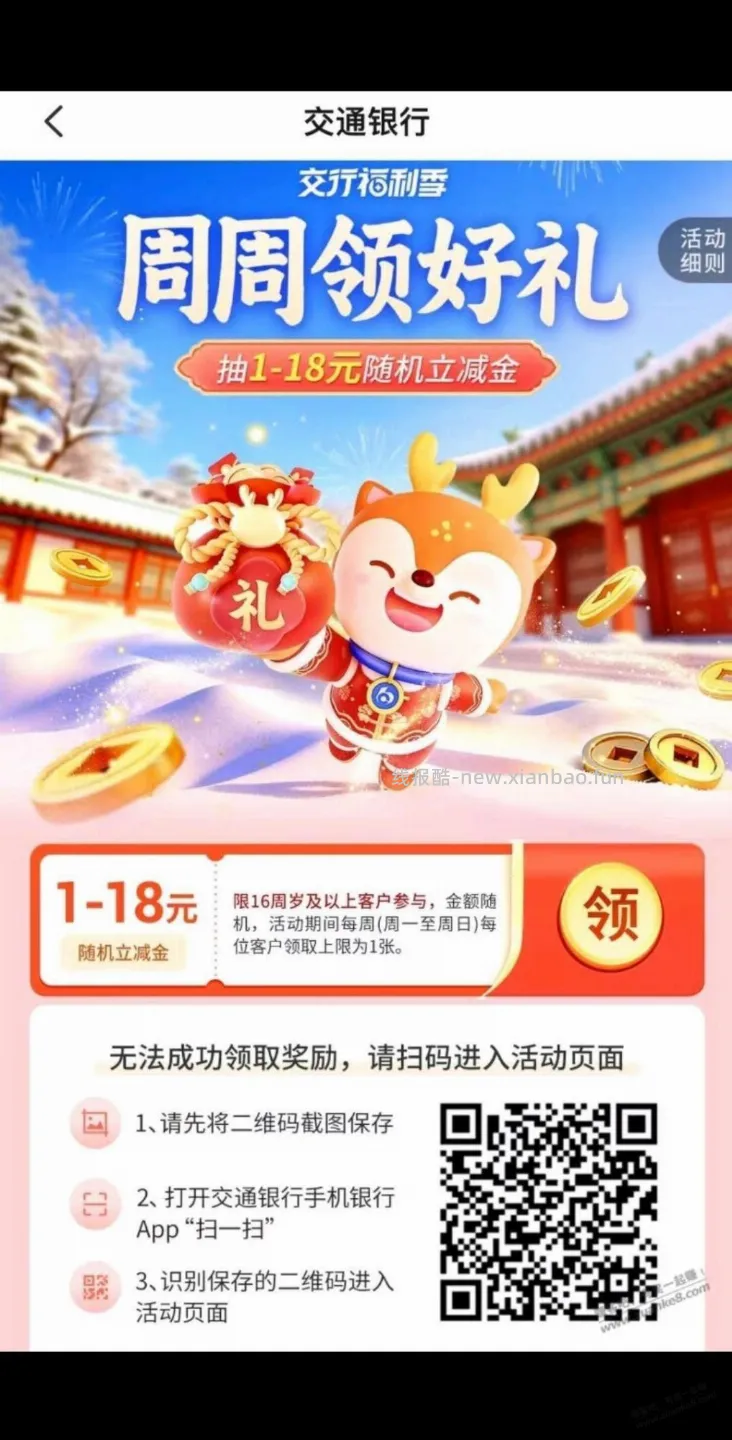 交通银行
交行福利季
周周领好礼
活动
细则
抽1-18元随机立减金
礼
线报酷-new.xianbao.fun
1-18元
随机立减金
限16周岁及以上客户参与，金额随
机，活动期间每周(周一至周日)每
位客户领取上限为1张。
领
无法成功领取奖励，请扫码进入活动页面
1、请先将二维码截图保存
2、打开交通银行手机银行
App“扫一扫”
3、识别保存的二维码进入
活动页面